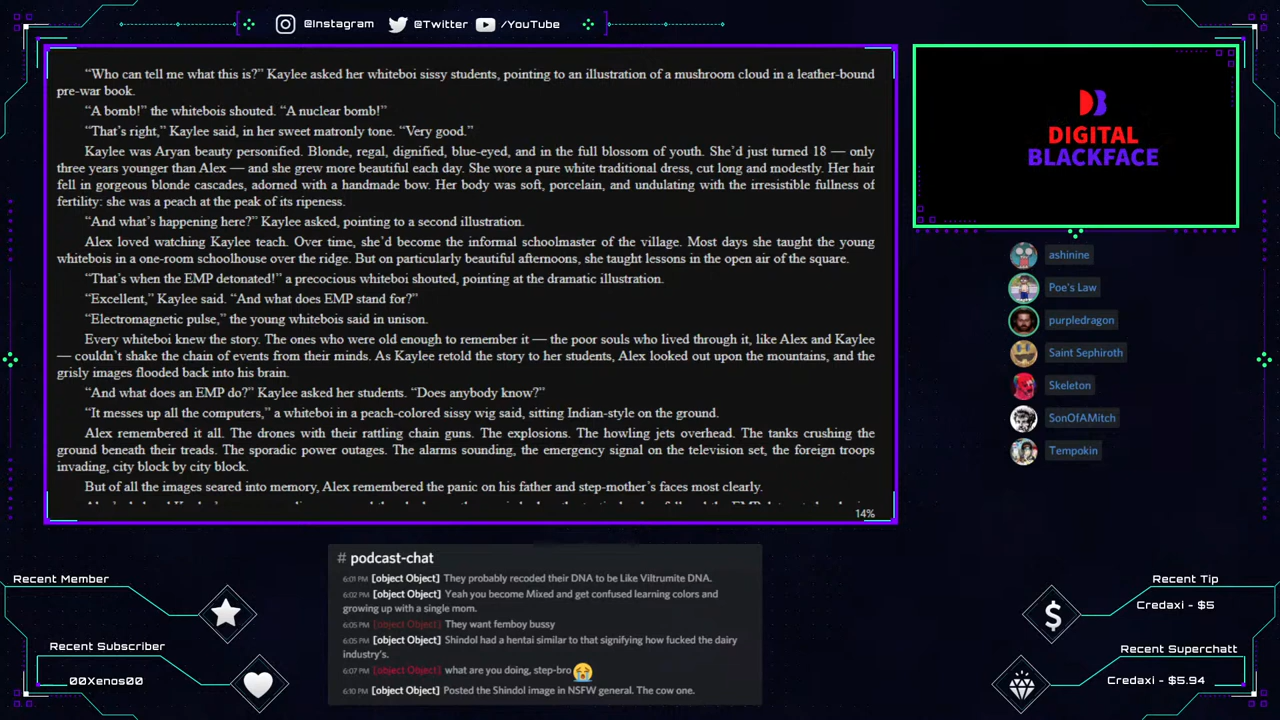 @Instagram
@Twitter
/YouTube
“Who can tell me what this is?” Kaylee asked her whiteboi sissy students, pointing to an illustration of a mushroom cloud in a leather-bound
pre-war book.
“A bomb!” the whitebois shouted. “A nuclear bomb!”
“That’s right,” Kaylee said, in her sweet matronly tone. “Very good.”
Kaylee was Aryan beauty personified. Blonde, regal, dignified, blue-eyed, and in the full blossom of youth. She’d just turned 18 — only
three years younger than Alex — and she grew more beautiful each day. She wore a pure white traditional dress, cut long and modestly. Her hair
fell in gorgeous blonde cascades, adorned with a handmade bow. Her body was soft, porcelain, and undulating with the irresistible fullness of
fertility: she was a peach at the peak of its ripeness.
“And what’s happening here?” Kaylee asked, pointing to a second illustration.
Alex loved watching Kaylee teach. Over time, she’d become the informal schoolmaster of the village. Most days she taught the young
whitebois in a one-room schoolhouse over the ridge. But on particularly beautiful afternoons, she taught lessons in the open air of the square.
“That’s when the EMP detonated!” a precocious whiteboi shouted, pointing at the dramatic illustration.
“Excellent,” Kaylee said. “And what does EMP stand for?”
“Electromagnetic pulse,” the young whitebois said in unison.
Every whiteboi knew the story. The ones who were old enough to remember it — the poor souls who lived through it, like Alex and Kaylee
— couldn’t shake the chain of events from their minds. As Kaylee retold the story to her students, Alex looked out upon the mountains, and the
grisly images flooded back into his brain.
“And what does an EMP do?” Kaylee asked her students. “Does anybody know?”
“It messes up all the computers,” a whiteboi in a peach-colored sissy wig said, sitting Indian-style on the ground.
Alex remembered it all. The drones with their rattling chain guns. The explosions. The howling jets overhead. The tanks crushing the
ground beneath their treads. The sporadic power outages. The alarms sounding, the emergency signal on the television set, the foreign troops
invading, city block by city block.
But of all the images seared into memory, Alex remembered the panic on his father and step-mother’s faces most clearly.
14%
DIGITAL
BLACKFACE
ashinine
Poe's Law
purpledragon
Saint Sephiroth
Skeleton
SonOfAMitch
Tempokin
# podcast-chat
6:01 PM [object Object] They probably recoded their DNA to be Like Viltrumite DNA.
6:02 PM [object Object] Yeah you become Mixed and get confused learning colors and
growing up with a single mom.
6:05 PM [object Object] They want femboy bussy
6:05 PM [object Object] Shindol had a hentai similar to that signifying how fucked the dairy
industry's.
6:07 PM [object Object] what are you doing, step-bro
6:10 PM [object Object] Posted the Shindol image in NSFW general. The cow one.
Recent Member
Recent Subscriber
00Xenos00
Recent Tip
Credaxi - $5
Recent Superchatt
Credaxi - $5.94